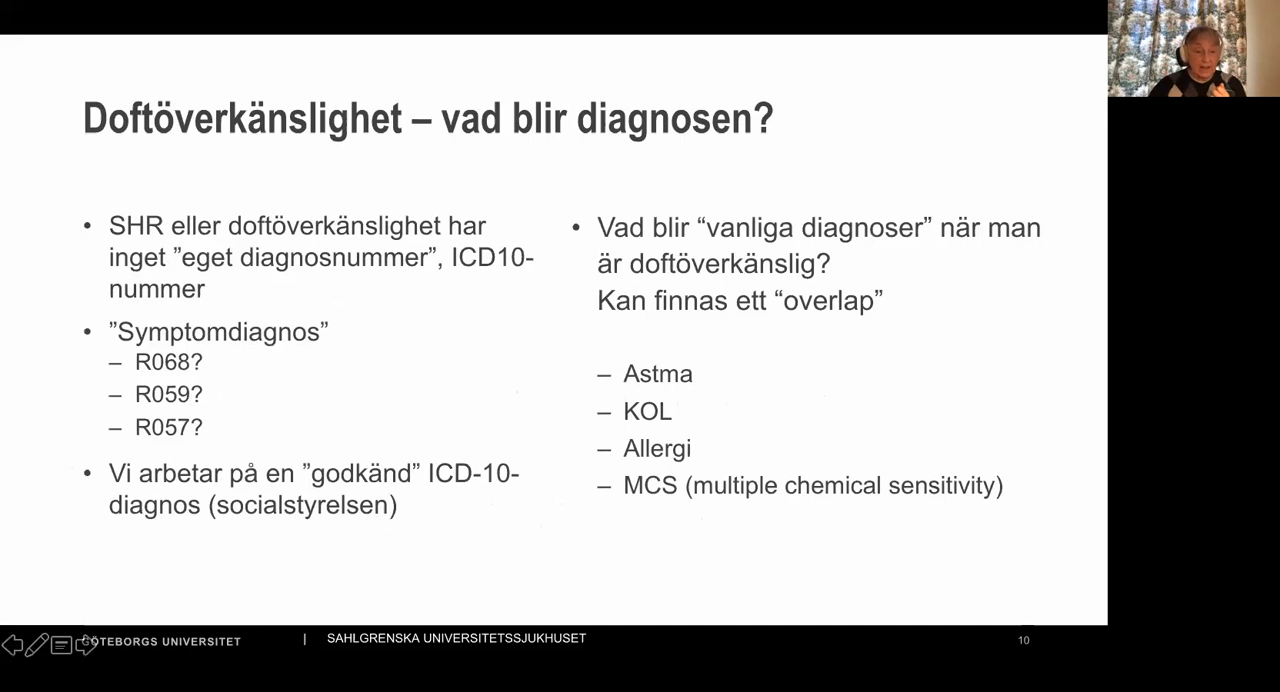 Doftöverkänslighet – vad blir diagnosen?
• SHR eller doftöverkänslighet har
inget ”eget diagnosnummer”, ICD10-
nummer
• ”Symptomdiagnos”
– R068?
– R059?
– R057?
• Vi arbetar på en ”godkänd” ICD-10-
diagnos (socialstyrelsen)
• Vad blir “vanliga diagnoser” när man
är doftöverkänslig?
Kan finnas ett “overlap”
– Astma
– KOL
– Allergi
– MCS (multiple chemical sensitivity)
GÖTEBORGS UNIVERSITET | SAHLGRENSKA UNIVERSITETSSJUKHUSET 10